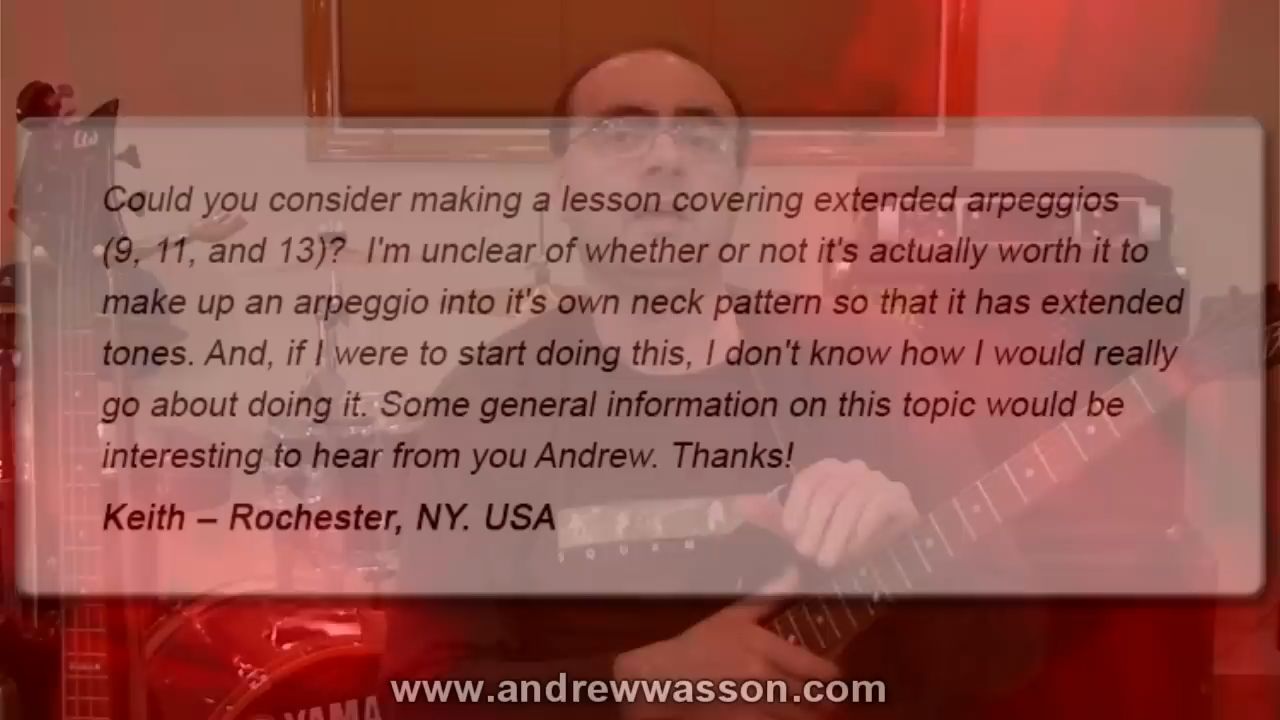 Could you consider making a lesson covering extended arpeggios
(9, 11, and 13)? I'm unclear of whether or not it's actually worth it to
make up an arpeggio into it's own neck pattern so that it has extended
tones. And, if I were to start doing this, I don't know how I would really
go about doing it. Some general information on this topic would be
interesting to hear from you Andrew. Thanks!
Keith – Rochester, NY. USA
SQUAM
YAMA
www.andrewwasson.com